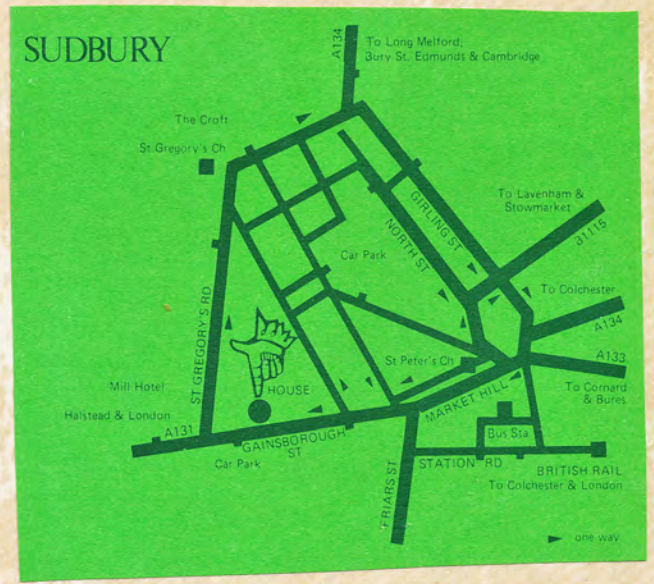 SUDBURY
A134
To Long Melford,
Bury St. Edmunds & Cambridge
The Croft
St Gregory's Ch
To Lavenham &
Stowmarket
B1115
GIRLING ST
NORTH ST
Car Park
To Colchester
A134
ST GREGORY'S RD
St Peter's Ch
A133
To Cornard
& Bures
Mill Hotel
HOUSE
Halstead & London
MARKET HILL
A131
GAINSBOROUGH
ST
Bus Sta
Car Park
STATION RD
BRITISH RAIL
To Colchester & London
FRIARS ST
one way